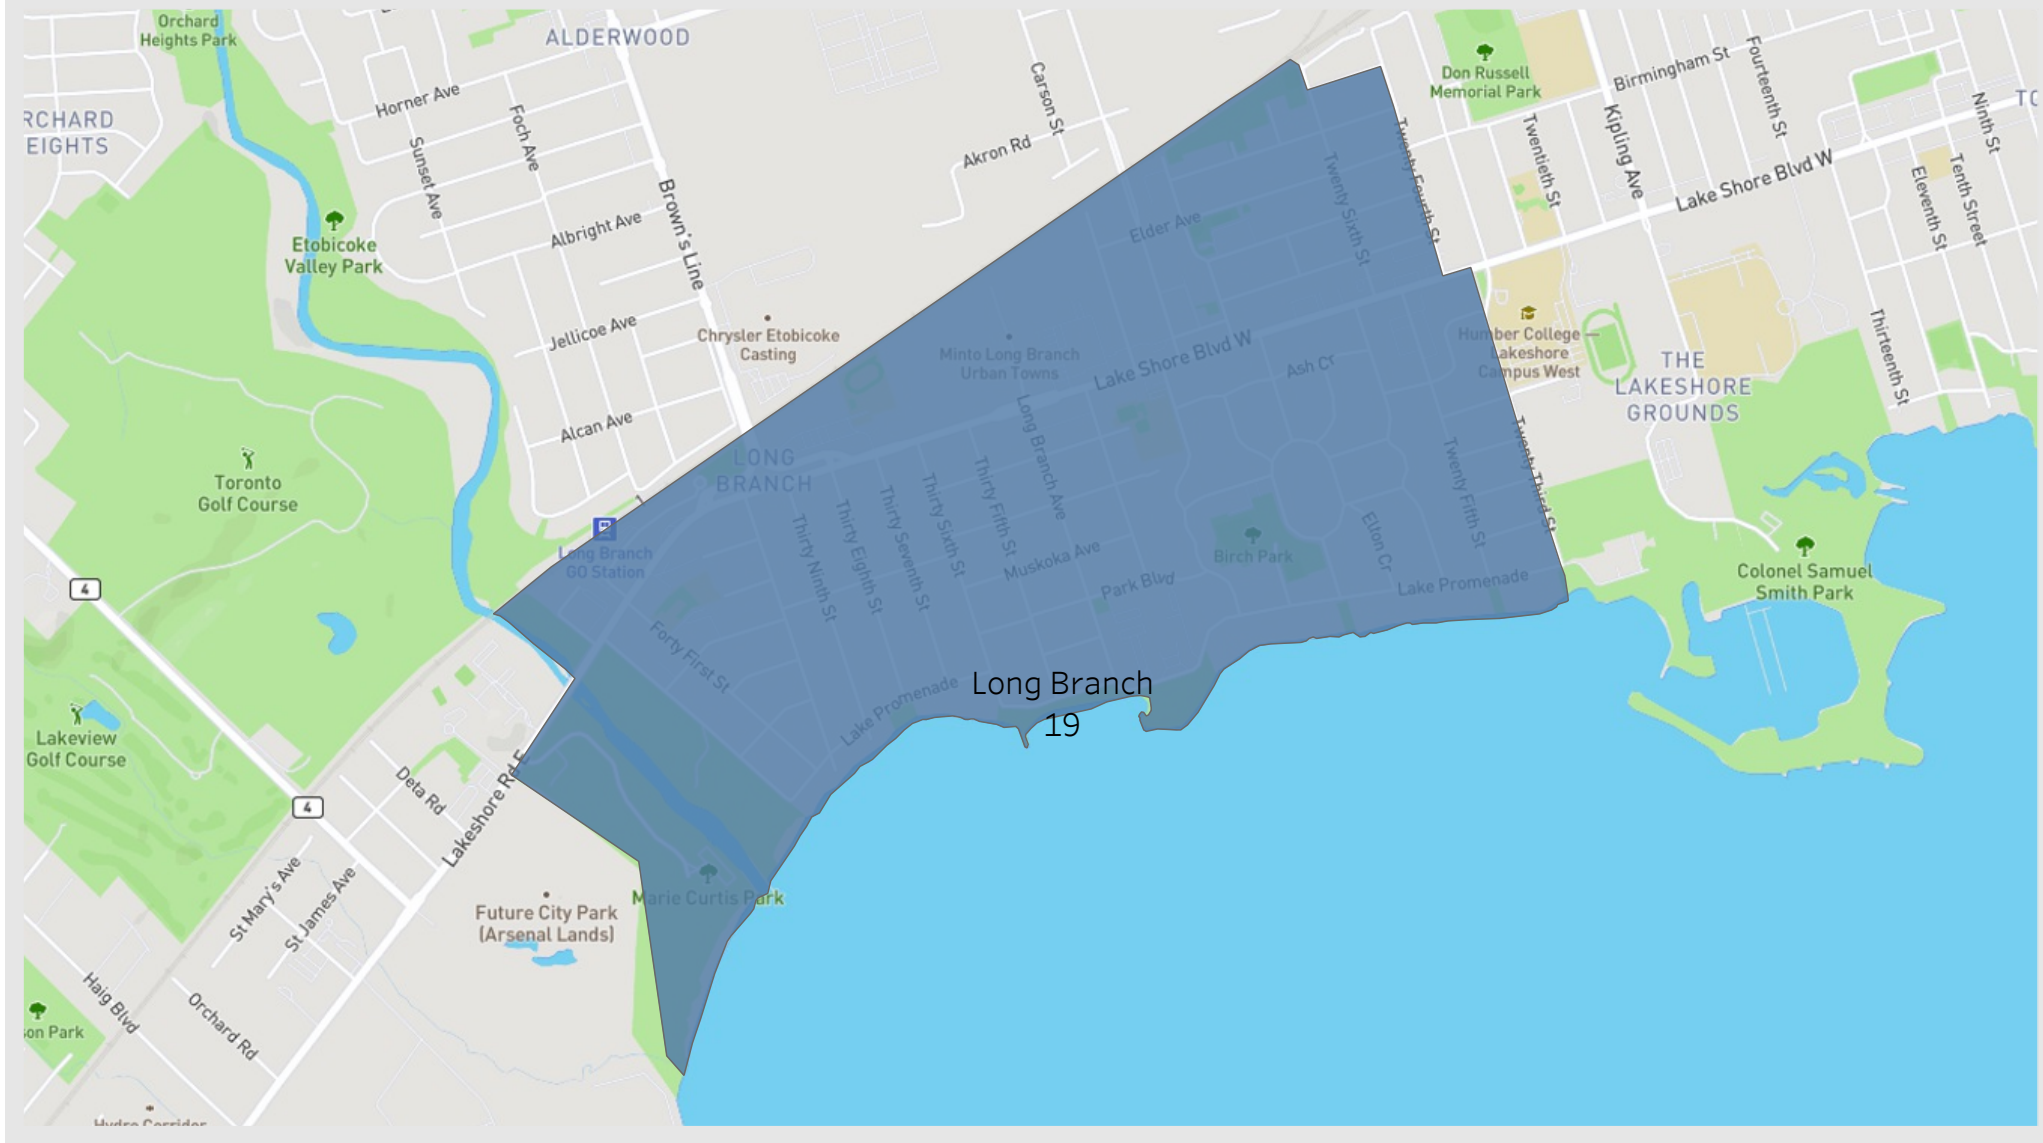 Orchard
Heights Park
ALDERWOOD
Don Russell
Memorial Park
Birmingham St
Fourteenth St
Carson St
Horner Ave
Foch Ave
Sunset Ave
Akron Rd
Kipling Ave
Twentieth St
Ninth St
RCHARD
EIGHTS
Brown's Line
Twenty Fourth St
Twenty Sixth St
Lake Shore Blvd W
Eleventh St
Tenth Street
Etobicoke
Valley Park
Albright Ave
Elder Ave
Jellicoe Ave
Chrysler Etobicoke
Casting
Minto Long Branch
Urban Towns
Lake Shore Blvd W
Ash Cr
Humber College —
Lakeshore
Campus West
THE
LAKESHORE
GROUNDS
Thirteenth St
Alcan Ave
LONG
BRANCH
Toronto
Golf Course
Long Branch
GO Station
Thirty Ninth St
Thirty Eighth St
Thirty Seventh St
Thirty Sixth St
Thirty Fifth St
Long Branch Ave
Muskoka Ave
Park Blvd
Birch Park
Elton Cr
Twenty Fifth St
Twenty Third St
Lake Promenade
Colonel Samuel
Smith Park
4
Forty First St
Lake Promenade
Long Branch
19
Lakeview
Golf Course
4
Deta Rd
Lakeshore Rd E
St Mary's Ave
St James Ave
Marie Curtis Park
Future City Park
(Arsenal Lands)
Haig Blvd
Orchard Rd
son Park
Hydro Corridor